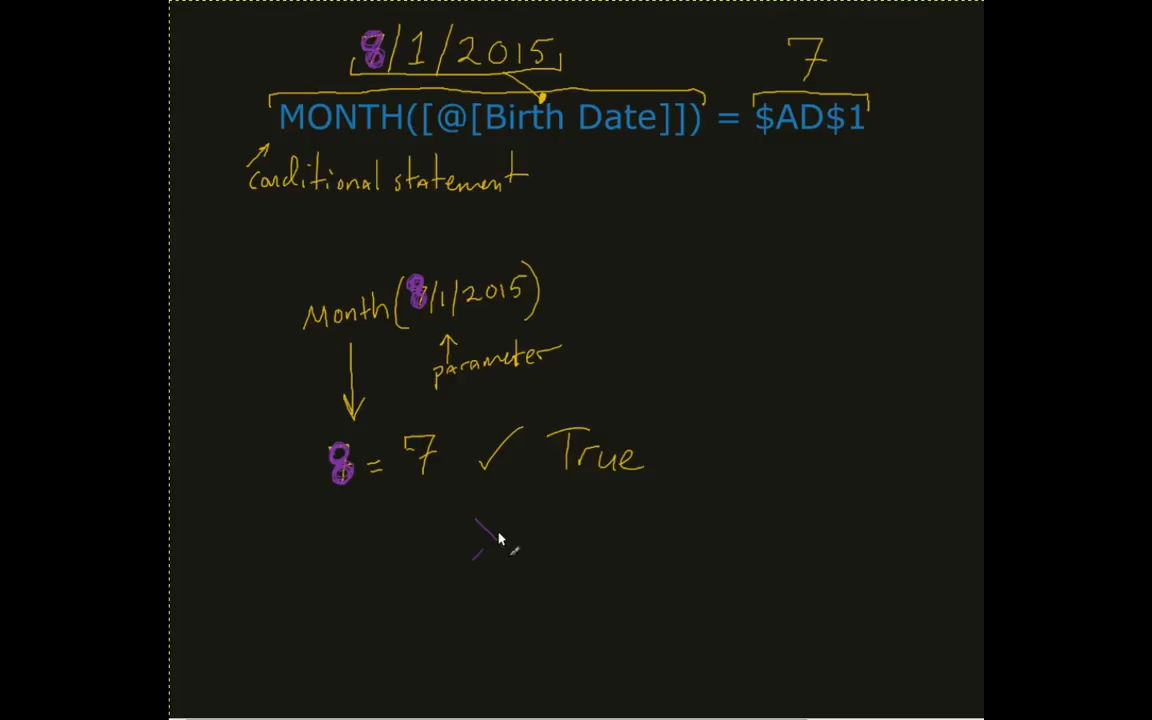 8/1/2015 7
MONTH([@[Birth Date]]) = $AD$1
conditional statement
Month(8/1/2015)
parameter
8 = 7 ✓ True